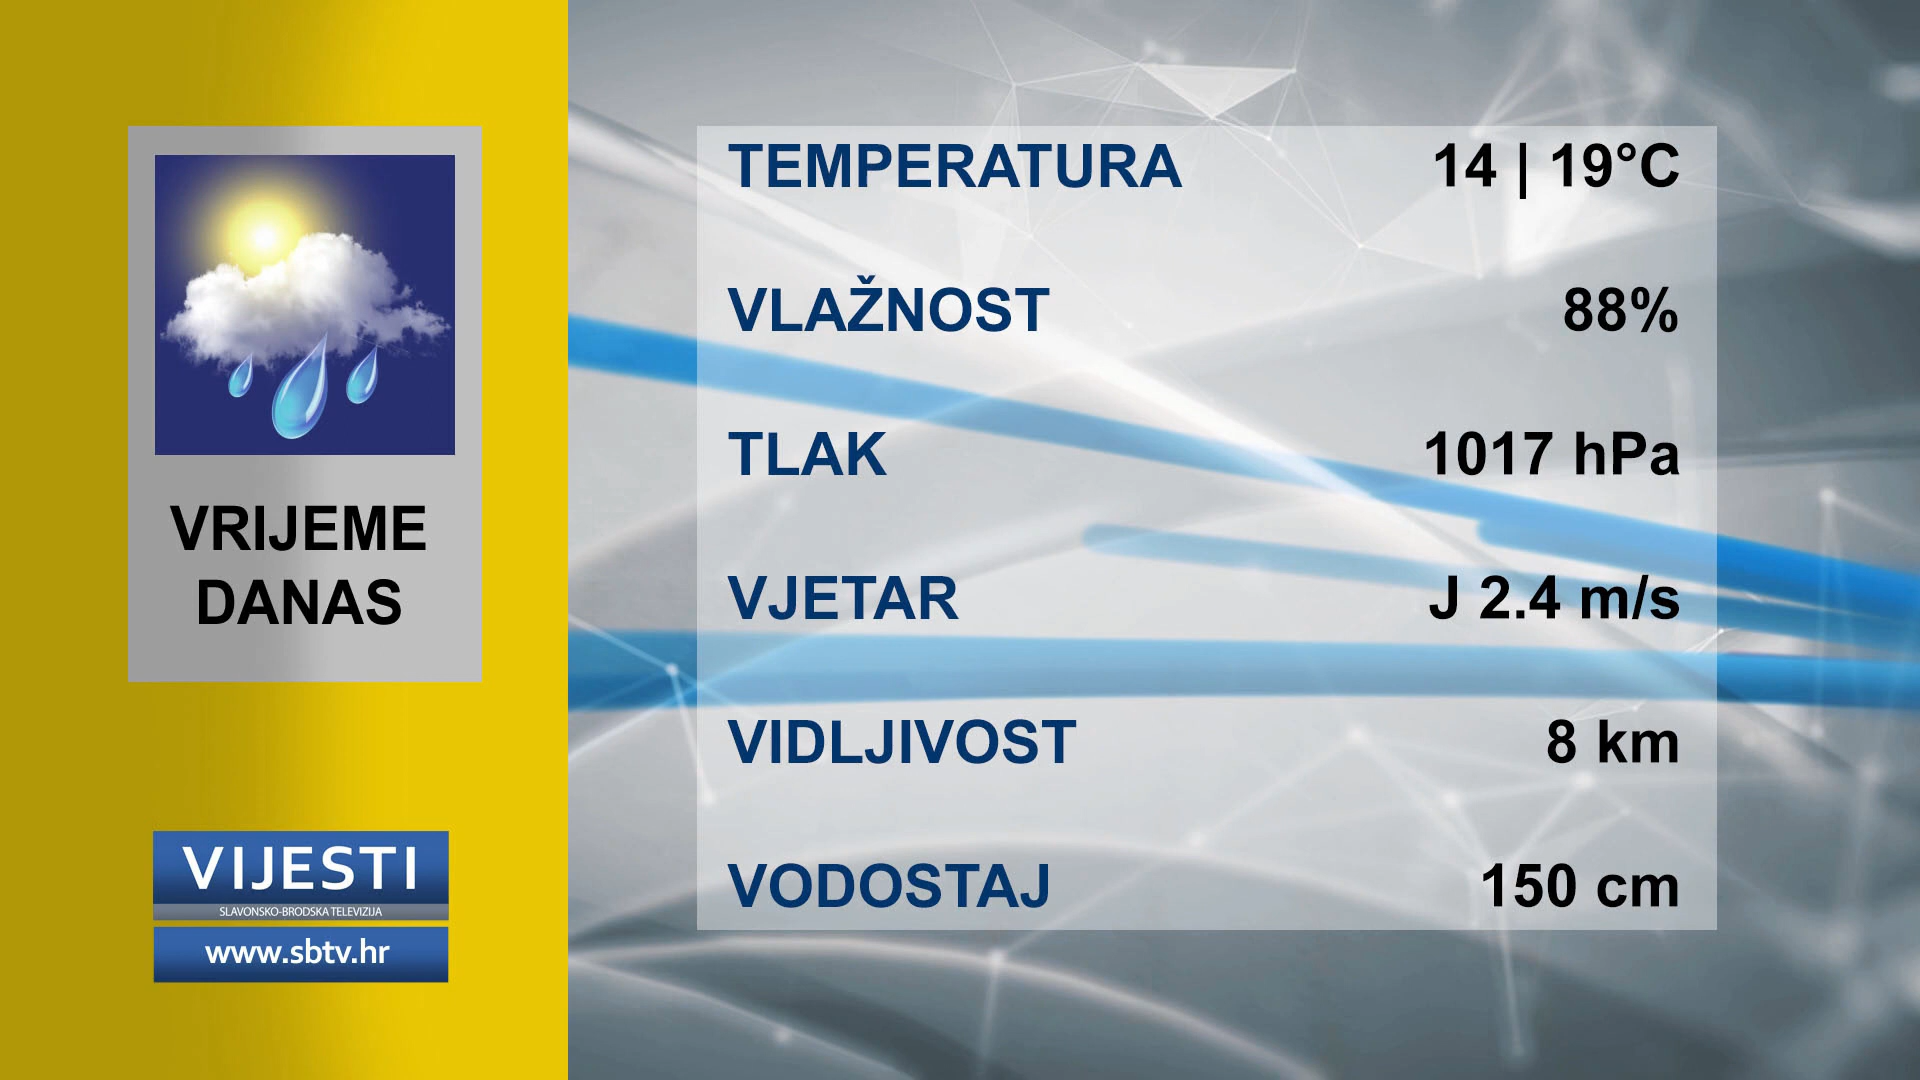 VRIJEME
DANAS
VIJESTI
SLAVONSKO-BRODSKA TELEVIZIJA
www.sbtv.hr
TEMPERATURA 14 | 19°C
VLAŽNOST 88%
TLAK 1017 hPa
VJETAR J 2.4 m/s
VIDLJIVOST 8 km
VODOSTAJ 150 cm